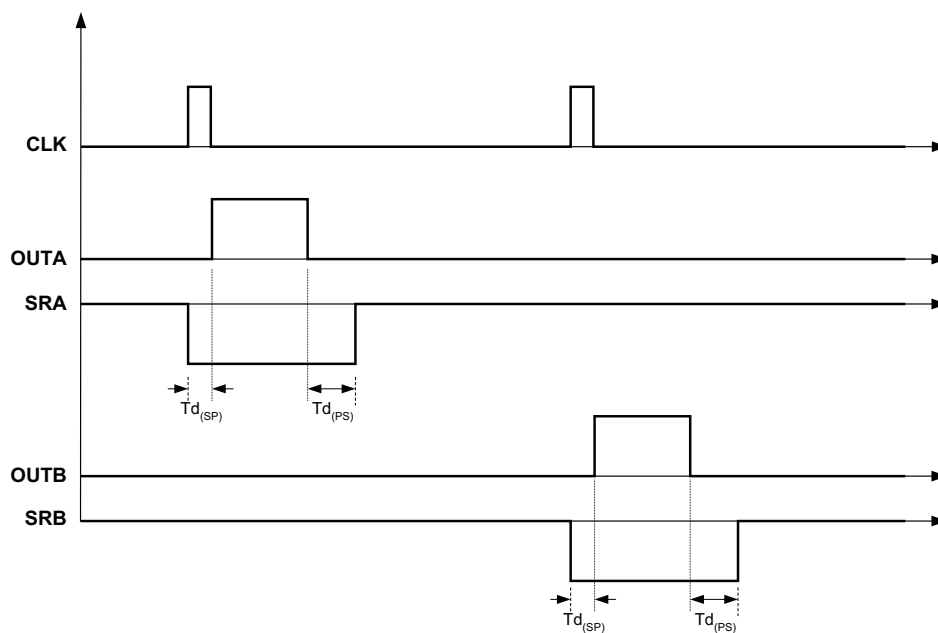 CLK
OUTA
SRA
Td(SP) Td(PS)
OUTB
SRB
Td(SP) Td(PS)